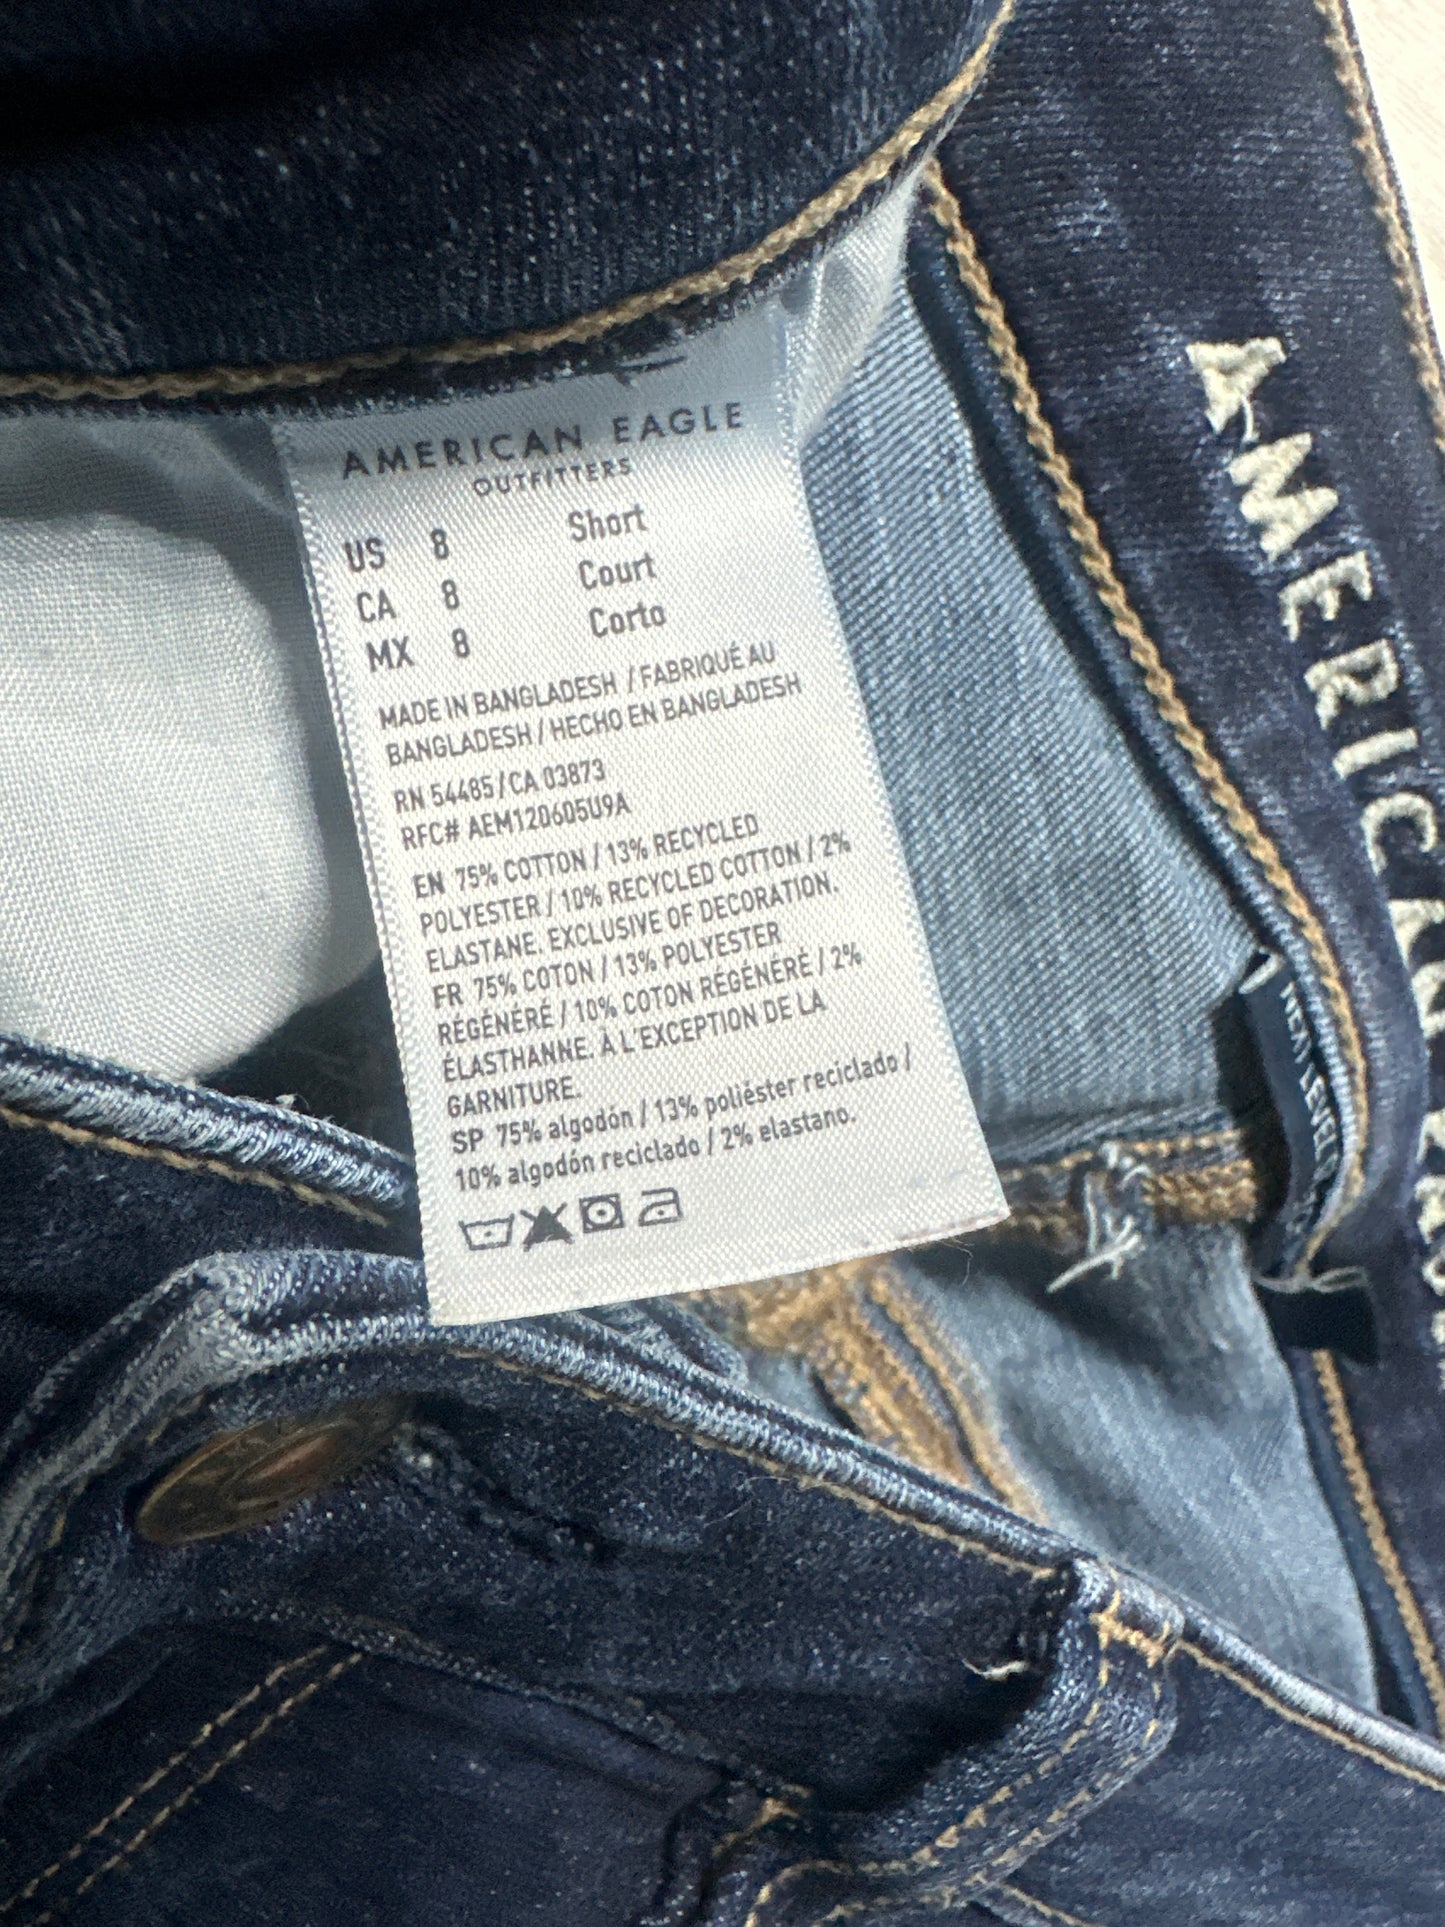 AMERICAN EAGLE
OUTFITTERS
US 8 Short
CA 8 Court
MX 8 Corto
MADE IN BANGLADESH / FABRIQUÉ AU
BANGLADESH / HECHO EN BANGLADESH
RN 54485 / CA 03873
RFC# AEM120605U9A
EN 75% COTTON / 13% RECYCLED
POLYESTER / 10% RECYCLED COTTON / 2%
ELASTANE. EXCLUSIVE OF DECORATION.
FR 75% COTON / 13% POLYESTER
RÉGÉNÉRÉ / 10% COTON RÉGÉNÉRÉ / 2%
ÉLASTHANNE. À L'EXCEPTION DE LA
GARNITURE.
SP 75% algodón / 13% poliéster reciclado /
10% algodón reciclado / 2% elastano.
AMERICAN
NEXT LEVEL